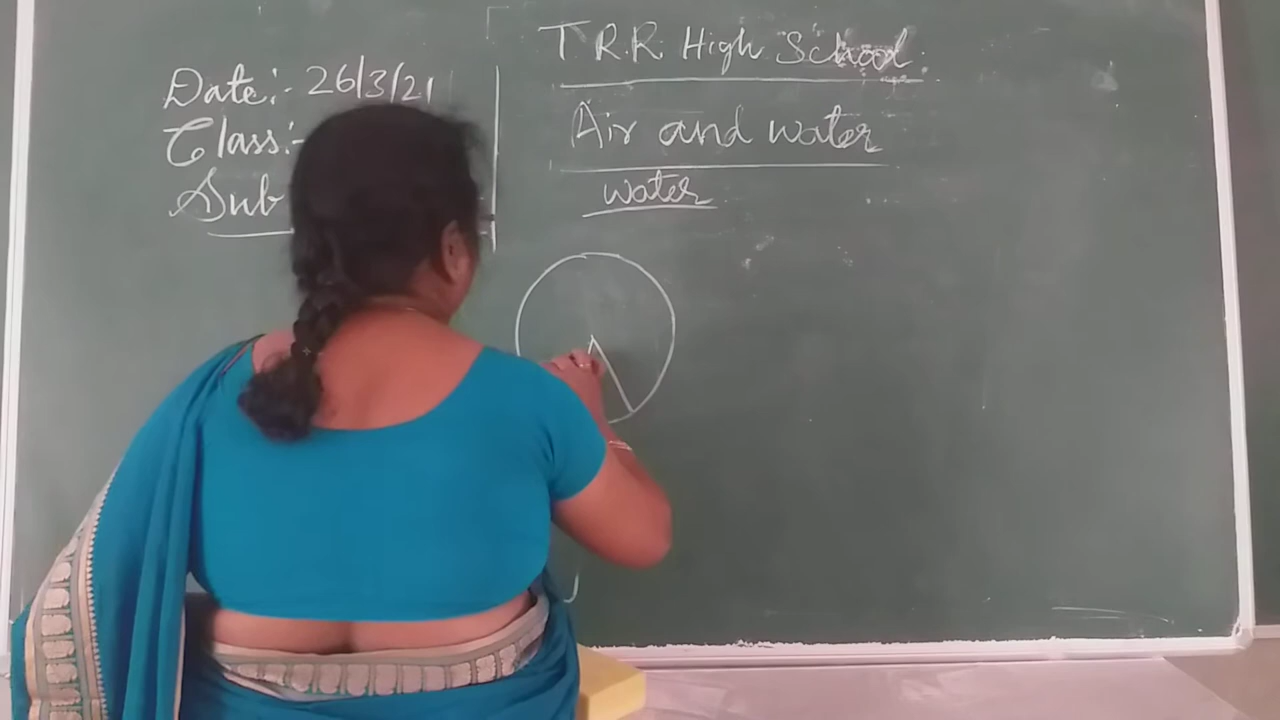 T.R.R. High School.
Date:- 26/3/21
Class:-
Sub
Air and water
water